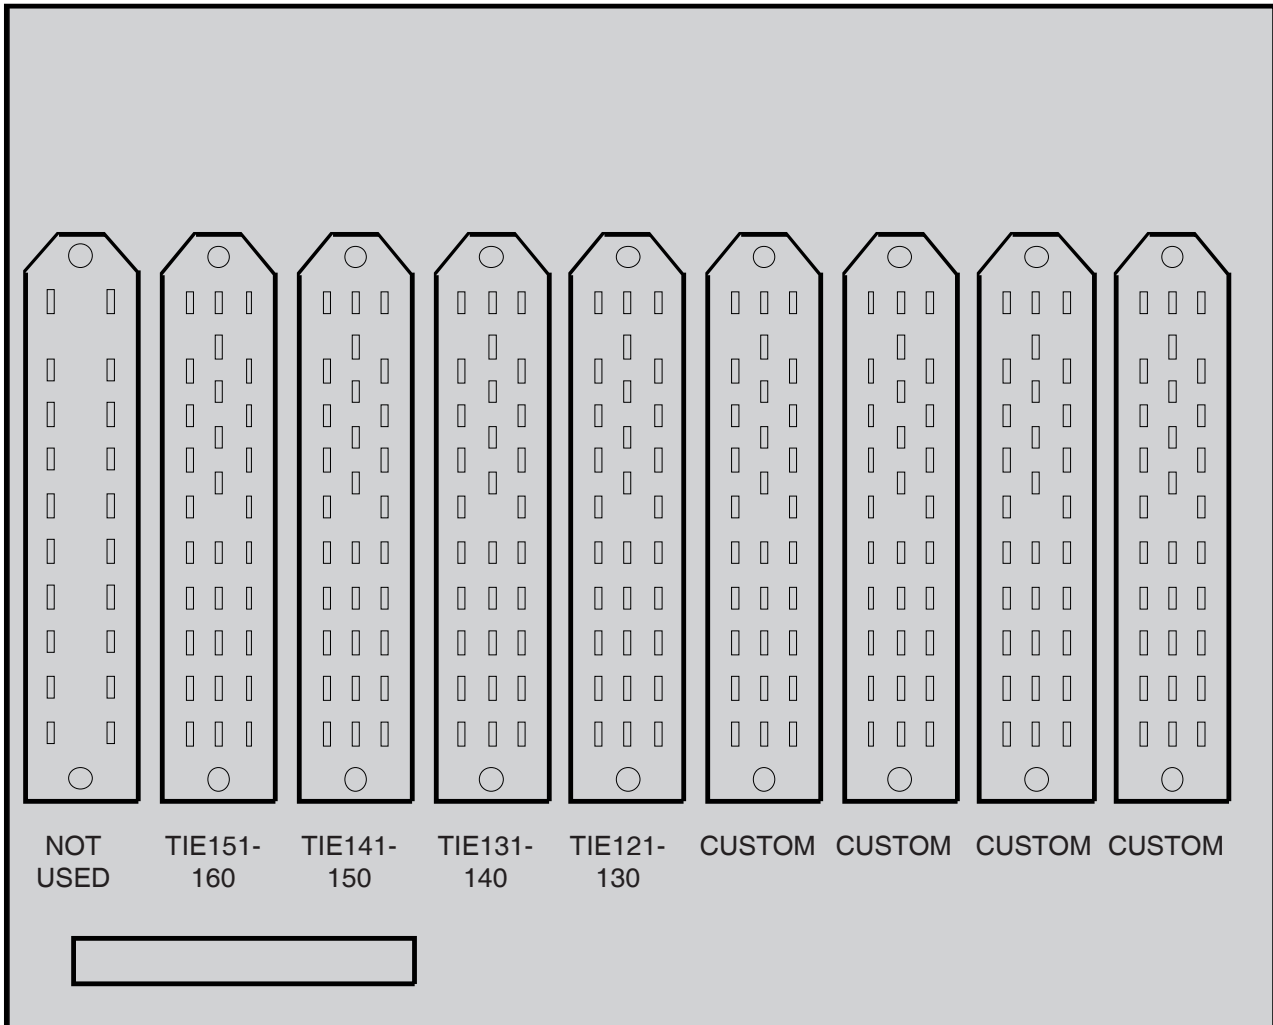 NOT
USED
TIE151-
160
TIE141-
150
TIE131-
140
TIE121-
130
CUSTOM
CUSTOM
CUSTOM
CUSTOM